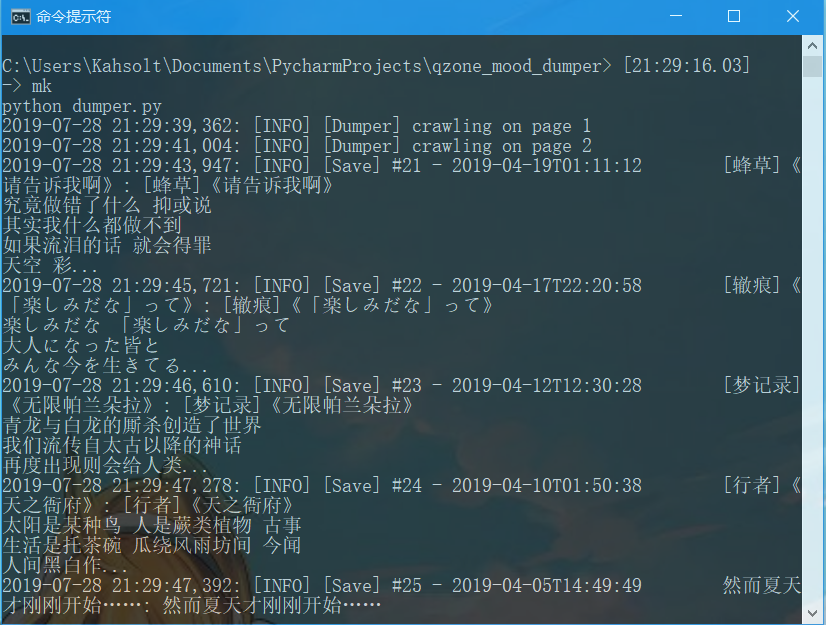 命令提示符
C:\Users\Kahsolt\Documents\PycharmProjects\qzone_mood_dumper> [21:29:16.03]
-> mk
python dumper.py
2019-07-28 21:29:39,362: [INFO] [Dumper] crawling on page 1
2019-07-28 21:29:41,004: [INFO] [Dumper] crawling on page 2
2019-07-28 21:29:43,947: [INFO] [Save] #21 - 2019-04-19T01:11:12 [蜂草]《
请告诉我啊》: [蜂草]《请告诉我啊》
究竟做错了什么 抑或说
其实我什么都做不到
如果流泪的话 就会得罪
天空 彩...
2019-07-28 21:29:45,721: [INFO] [Save] #22 - 2019-04-17T22:20:58 [辙痕]《
「楽しみだな」って》: [辙痕]《「楽しみだな」って》
楽しみだな 「楽しみだな」って
大人になった皆と
みんな今を生きてる...
2019-07-28 21:29:46,610: [INFO] [Save] #23 - 2019-04-12T12:30:28 [梦记录]
《无限帕兰朵拉》: [梦记录]《无限帕兰朵拉》
青龙与白龙的厮杀创造了世界
我们流传自太古以降的神话
再度出现则会给人类...
2019-07-28 21:29:47,278: [INFO] [Save] #24 - 2019-04-10T01:50:38 [行者]《
天之衙府》: [行者]《天之衙府》
太阳是某种鸟 人是蕨类植物 古事
生活是托茶碗 瓜绕风雨坊间 今闻
人间黑白作...
2019-07-28 21:29:47,392: [INFO] [Save] #25 - 2019-04-05T14:49:49 然而夏天
才刚刚开始……: 然而夏天才刚刚开始……